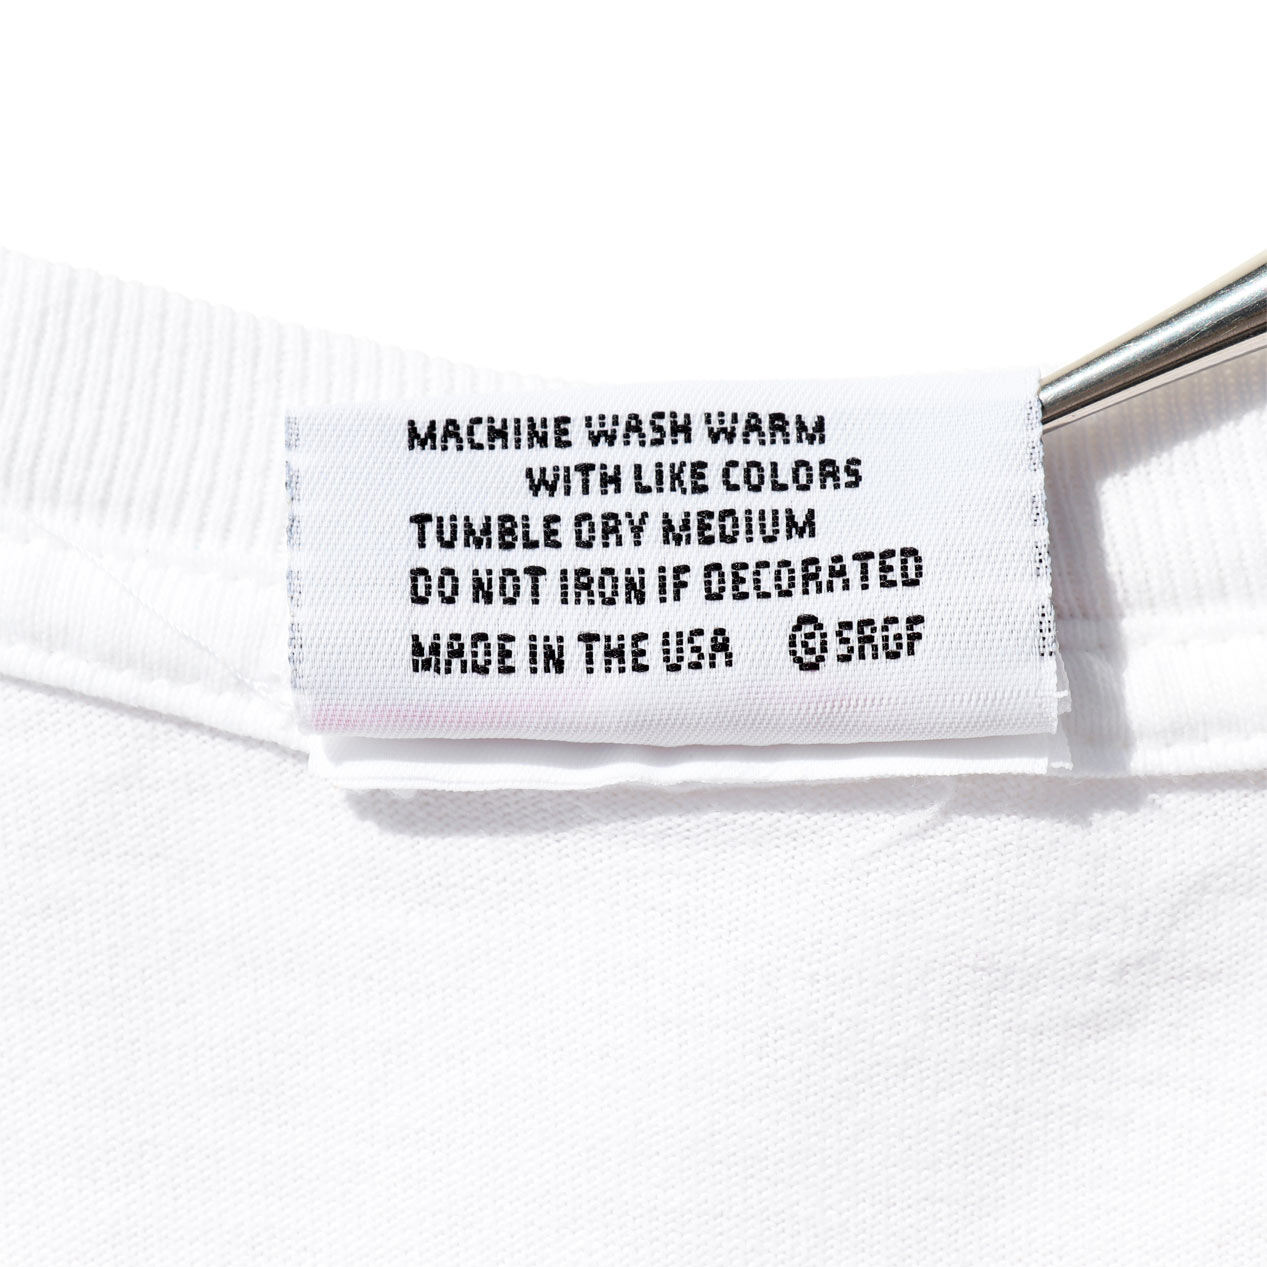 MACHINE WASH WARM
WITH LIKE COLORS
TUMBLE DRY MEDIUM
DO NOT IRON IF DECORATED
MADE IN THE USA ©SRGF